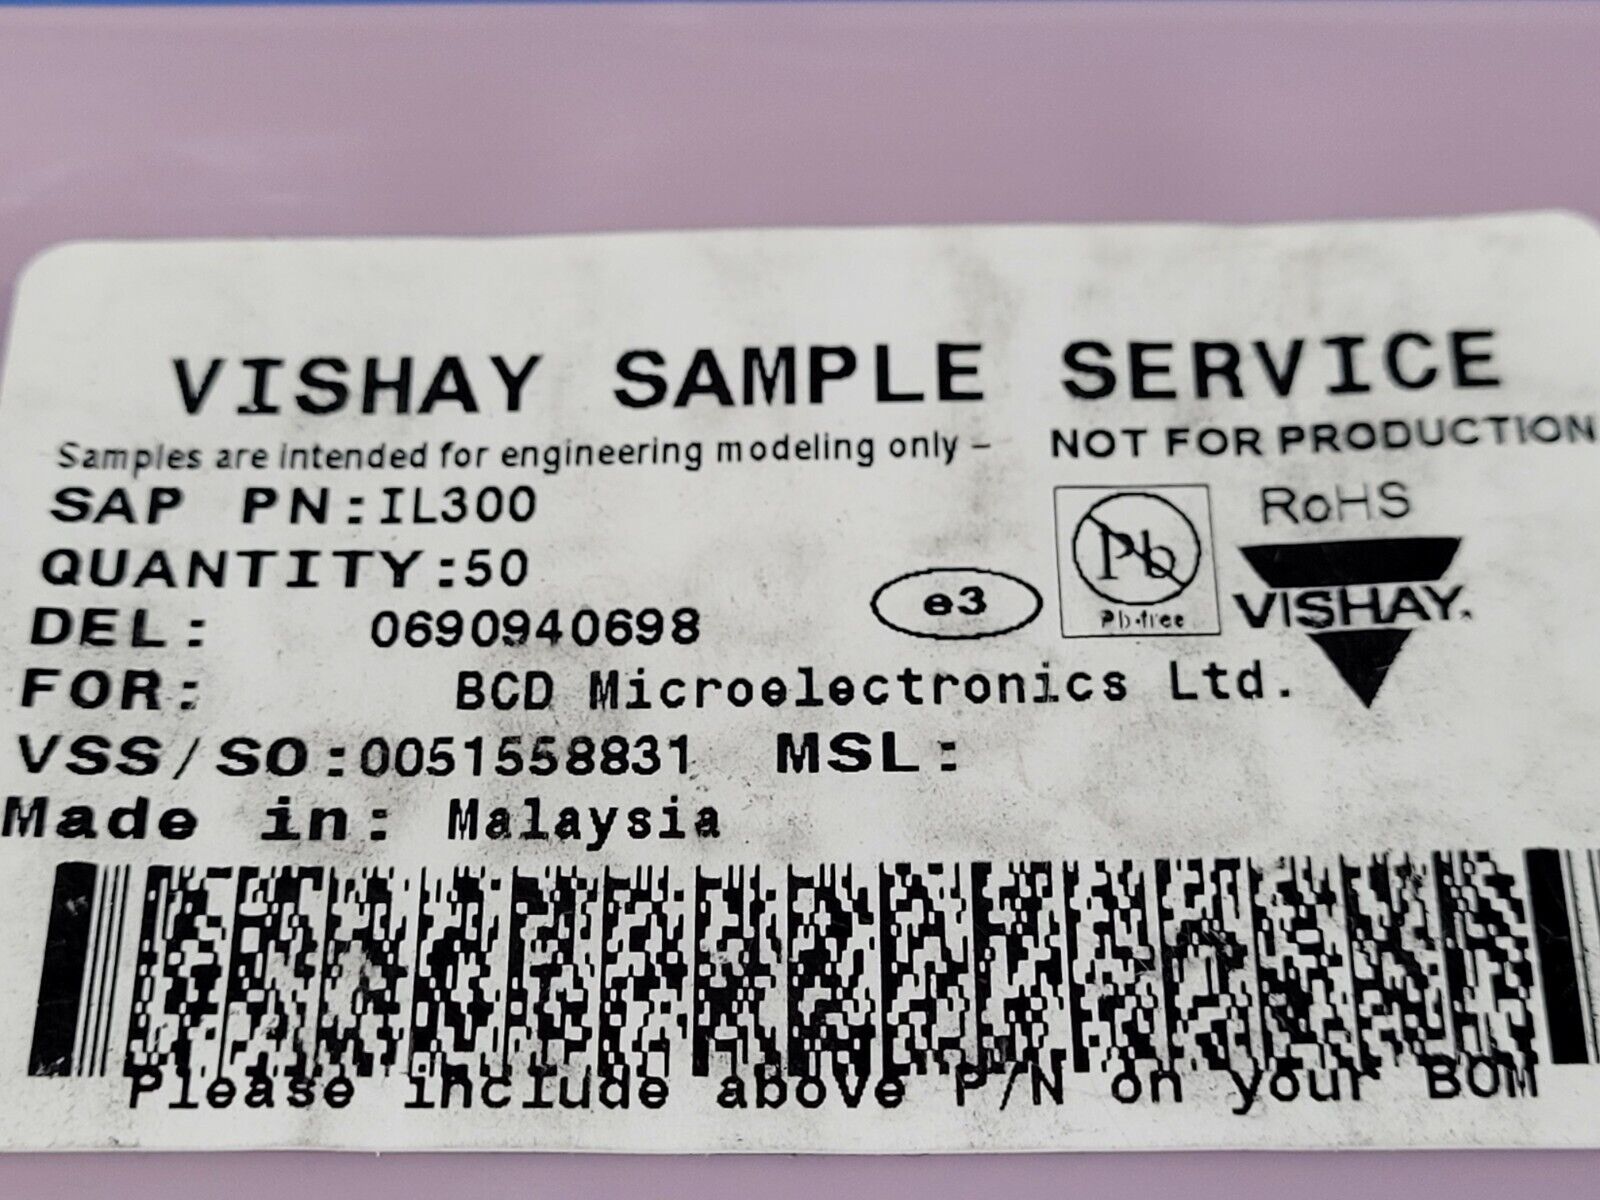 VISHAY SAMPLE SERVICE
Samples are intended for engineering modeling only – NOT FOR PRODUCTION
SAP PN:IL300
RoHS
QUANTITY:50
e3
Pb
Pb-free
VISHAY.
DEL: 0690940698
FOR: BCD Microelectronics Ltd.
VSS/SO:0051558831 MSL:
Made in: Malaysia
Please include above P/N on your BOM